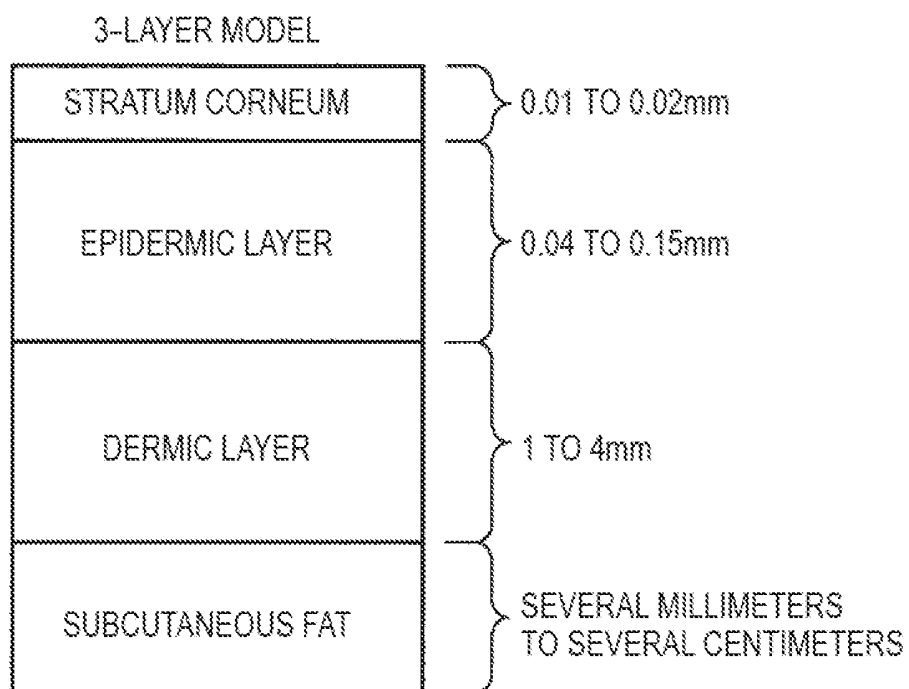 3-LAYER MODEL
STRATUM CORNEUM
0.01 TO 0.02mm
EPIDERMIC LAYER
0.04 TO 0.15mm
DERMIC LAYER
1 TO 4mm
SUBCUTANEOUS FAT
SEVERAL MILLIMETERS
TO SEVERAL CENTIMETERS